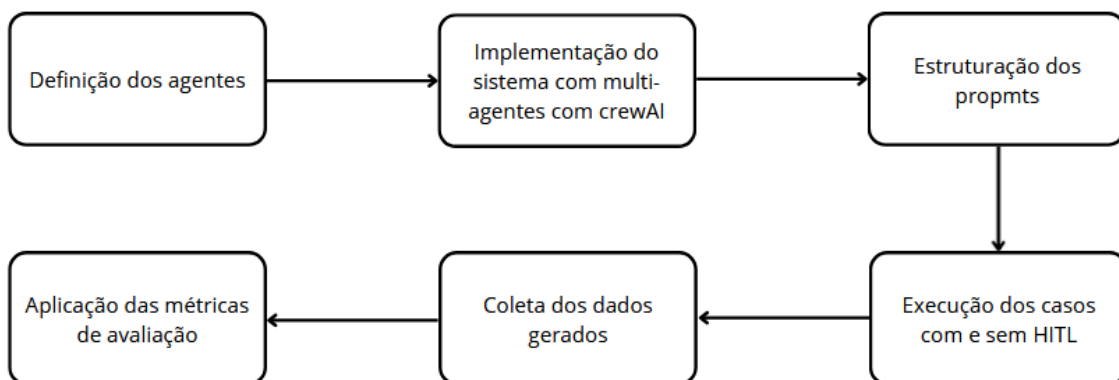 Definição dos agentes
Implementação do
sistema com multi-
agentes com crewAI
Estruturação dos
propmts
Aplicação das métricas
de avaliação
Coleta dos dados
gerados
Execução dos casos
com e sem HITL